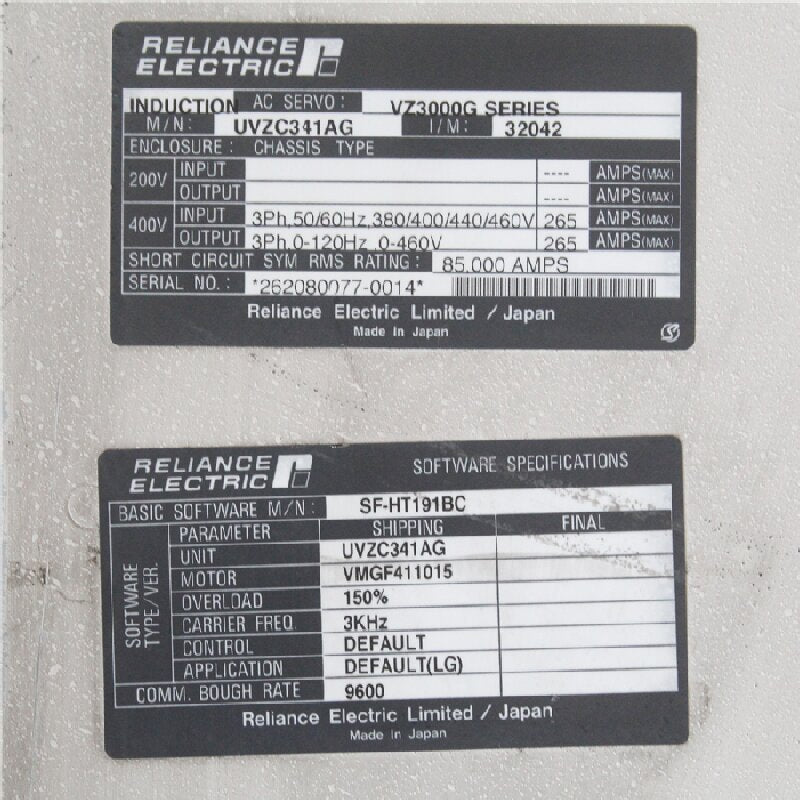 RELIANCE
ELECTRIC
INDUCTION AC SERVO: VZ3000G SERIES
M/N: UVZC341AG I/M: 32042
ENCLOSURE: CHASSIS TYPE
200V INPUT ---- AMPS(MAX)
OUTPUT ---- AMPS(MAX)
400V INPUT 3Ph,50/60Hz,380/400/440/460V 265 AMPS(MAX)
OUTPUT 3Ph,0-120Hz,0-460V 265 AMPS(MAX)
SHORT CIRCUIT SYM RMS RATING: 85,000 AMPS
SERIAL NO.: *262080077-0014*
Reliance Electric Limited / Japan
Made in Japan
RELIANCE
ELECTRIC SOFTWARE SPECIFICATIONS
BASIC SOFTWARE M/N: SF-HT191BC
SOFTWARE TYPE/VER. PARAMETER SHIPPING FINAL
UNIT UVZC341AG
MOTOR VMGF411015
OVERLOAD 150%
CARRIER FREQ. 3KHz
CONTROL DEFAULT
APPLICATION DEFAULT(LG)
COMM. BOUGH RATE 9600
Reliance Electric Limited / Japan
Made in Japan